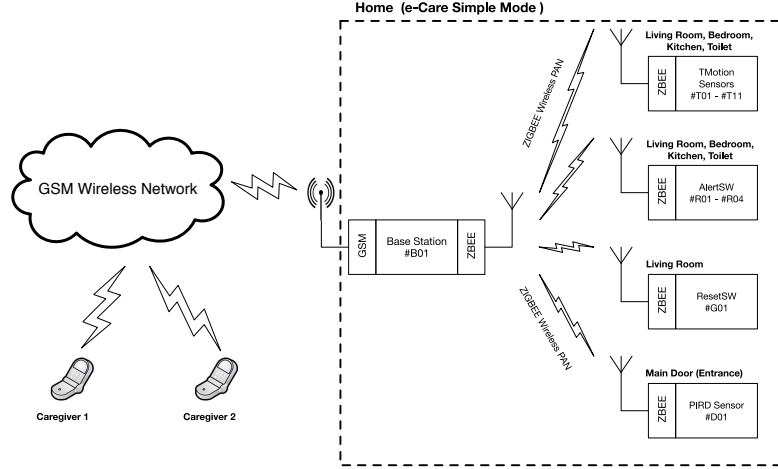 Home (e-Care Simple Mode )
Living Room, Bedroom,
Kitchen, Toilet
ZBEE
TMotion
Sensors
#T01 - #T11
ZIGBEE Wireless PAN
Living Room, Bedroom,
Kitchen, Toilet
ZBEE
AlertSW
#R01 - #R04
GSM Wireless Network
GSM
Base Station
#B01
ZBEE
Living Room
ZBEE
ResetSW
#G01
ZIGBEE Wireless PAN
Main Door (Entrance)
ZBEE
PIRD Sensor
#D01
Caregiver 1
Caregiver 2